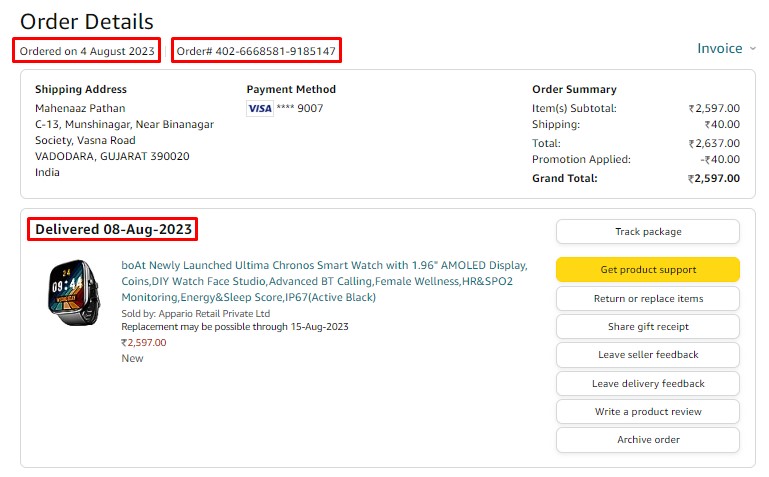 Order Details
Ordered on 4 August 2023
Order# 402-6668581-9185147
Invoice
Shipping Address
Mahenaaz Pathan
C-13, Munshinagar, Near Binanagar
Society, Vasna Road
VADODARA, GUJARAT 390020
India
Payment Method
VISA **** 9007
Order Summary
Item(s) Subtotal: ₹2,597.00
Shipping: ₹40.00
Total: ₹2,637.00
Promotion Applied: -₹40.00
Grand Total: ₹2,597.00
Delivered 08-Aug-2023
24
09:44
boAt Newly Launched Ultima Chronos Smart Watch with 1.96" AMOLED Display,
Coins,DIY Watch Face Studio,Advanced BT Calling,Female Wellness,HR&SPO2
Monitoring,Energy&Sleep Score,IP67(Active Black)
Sold by: Appario Retail Private Ltd
Replacement may be possible through 15-Aug-2023
₹2,597.00
New
Track package
Get product support
Return or replace items
Share gift receipt
Leave seller feedback
Leave delivery feedback
Write a product review
Archive order